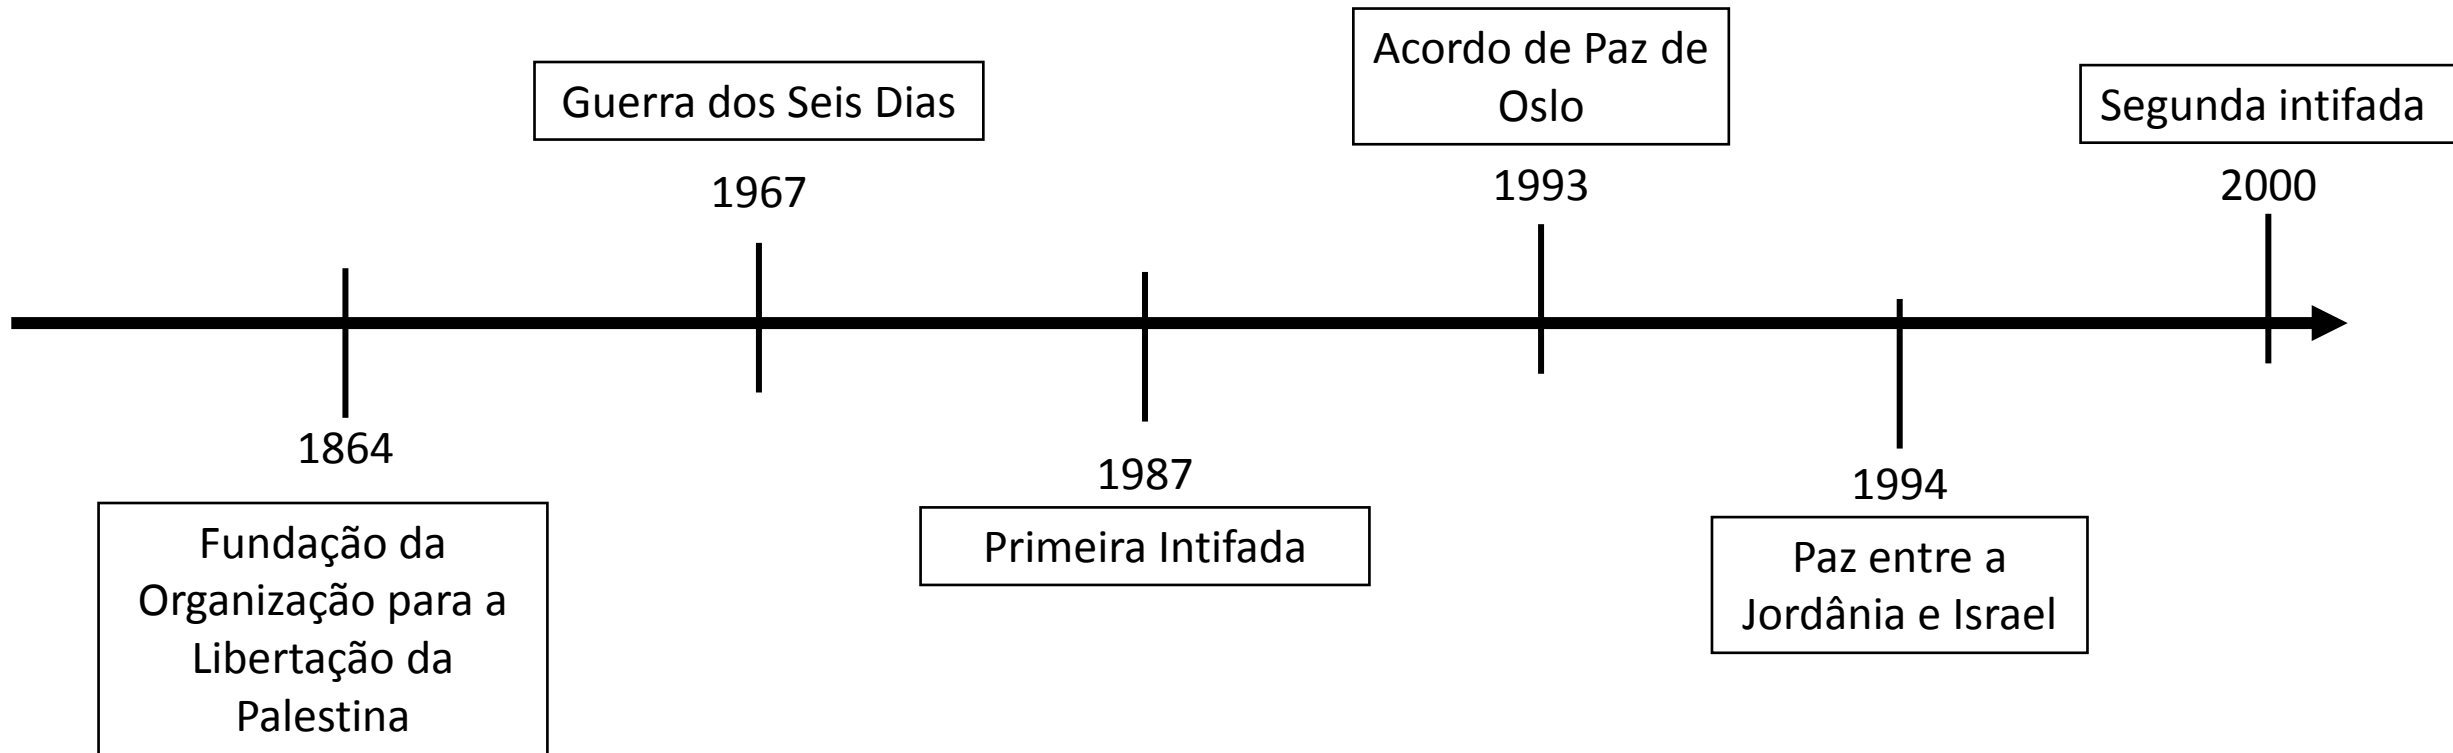 Guerra dos Seis Dias
1967
Acordo de Paz de
Oslo
1993
Segunda intifada
2000
1864
Fundação da
Organização para a
Libertação da
Palestina
1987
Primeira Intifada
1994
Paz entre a
Jordânia e Israel